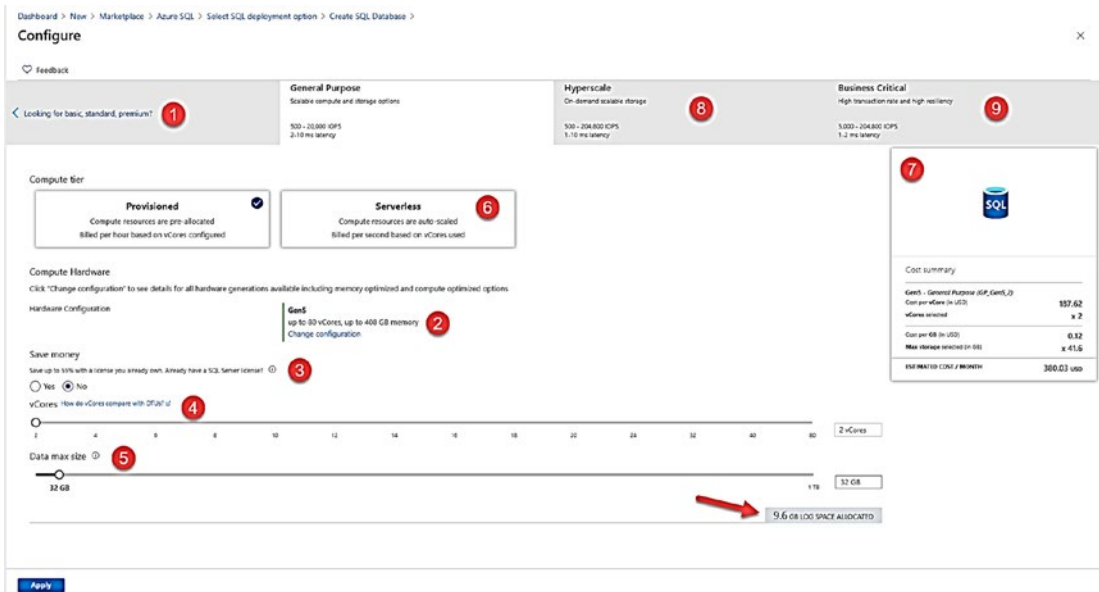 Dashboard > New > Marketplace > Azure SQL > Select SQL deployment option > Create SQL Database >
Configure
Feedback
Looking for basic, standard, premium?
1
General Purpose
Scalable compute and storage options
500 - 20,000 IOPS
2-10 ms latency
Hyperscale
On-demand scalable storage
500 - 204,800 IOPS
1-10 ms latency
8
Business Critical
High transaction rate and high resiliency
5,000 - 204,800 IOPS
1-2 ms latency
9
Compute tier
Provisioned
Compute resources are pre-allocated
Billed per hour based on vCores configured
Serverless
Compute resources are auto-scaled
Billed per second based on vCores used
6
Compute Hardware
Click "Change configuration" to see details for all hardware generations available including memory optimized and compute optimized options
Hardware Configuration
Gen5
up to 80 vCores, up to 408 GB memory
Change configuration
2
Save money
Save up to 55% with a license you already own. Already have a SQL Server license?
3
Yes No
vCores How do vCores compare with DTUs?
4
2 4 6 8 10 12 14 16 18 20 24 32 40 80
2 vCores
Data max size
5
32 GB
1 TB
32 GB
9.6 GB LOG SPACE ALLOCATED
7
SQL
Cost summary
Gen5 - General Purpose (GP_Gen5_2)
Cost per vCore (in USD) 187.62
vCores selected x 2
Cost per GB (in USD) 0.12
Max storage selected (in GB) x 41.6
ESTIMATED COST / MONTH 380.03 USD
Apply